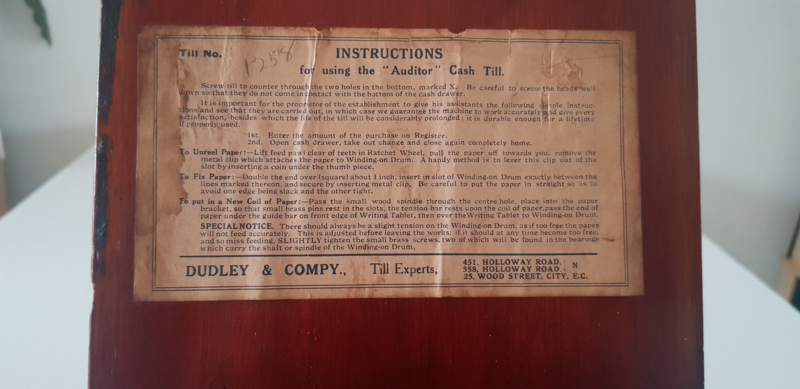 Till No. 1358
INSTRUCTIONS
for using the "Auditor" Cash Till.
Screw till to counter through the two holes in the bottom, marked X. Be careful to screw the heads well
down so that they do not come in contact with the bottom of the cash drawer.
It is important for the proprietor of the establishment to give his assistants the following simple instruc-
tions and see that they are carried out, in which case we guarantee the machine to work accurately and give every
satisfaction, besides which the life of the till will be considerably prolonged; it is durable enough for a lifetime
if properly used.
1st. Enter the amount of the purchase on Register.
2nd. Open cash drawer, take out change and close again completely home.
To Unreel Paper:—Lift feed pawl clear of teeth in Ratchet Wheel, pull the paper off towards you, remove the
metal clip which attaches the paper to Winding-on Drum. A handy method is to lever this clip out of the
slot by inserting a coin under the thumb piece.
To Fix Paper:—Double the end over (square) about 1 inch, insert in slot of Winding-on Drum exactly between the
lines marked thereon, and secure by inserting metal clip. Be careful to put the paper in straight so as to
avoid one edge being slack and the other tight.
To put in a New Coil of Paper:—Pass the small wood spindle through the centre hole, place into the paper
bracket, so that small brass pins rest in the slots, the tension bar rests upon the coil of paper, pass the end of
paper under the guide bar on front edge of Writing Tablet, then over the Writing Tablet to Winding-on Drum.
SPECIAL NOTICE. There should always be a slight tension on the Winding-on Drum, as if too free the paper
will not feed accurately. This is adjusted before leaving the works: if it should at any time become too free,
and so miss feeding, SLIGHTLY tighten the small brass screws, two of which will be found in the bearings
which carry the shaft or spindle of the Winding-on Drum.
DUDLEY & COMPY., Till Experts,
451, HOLLOWAY ROAD, N
558, HOLLOWAY ROAD,
25, WOOD STREET, CITY, E.C.